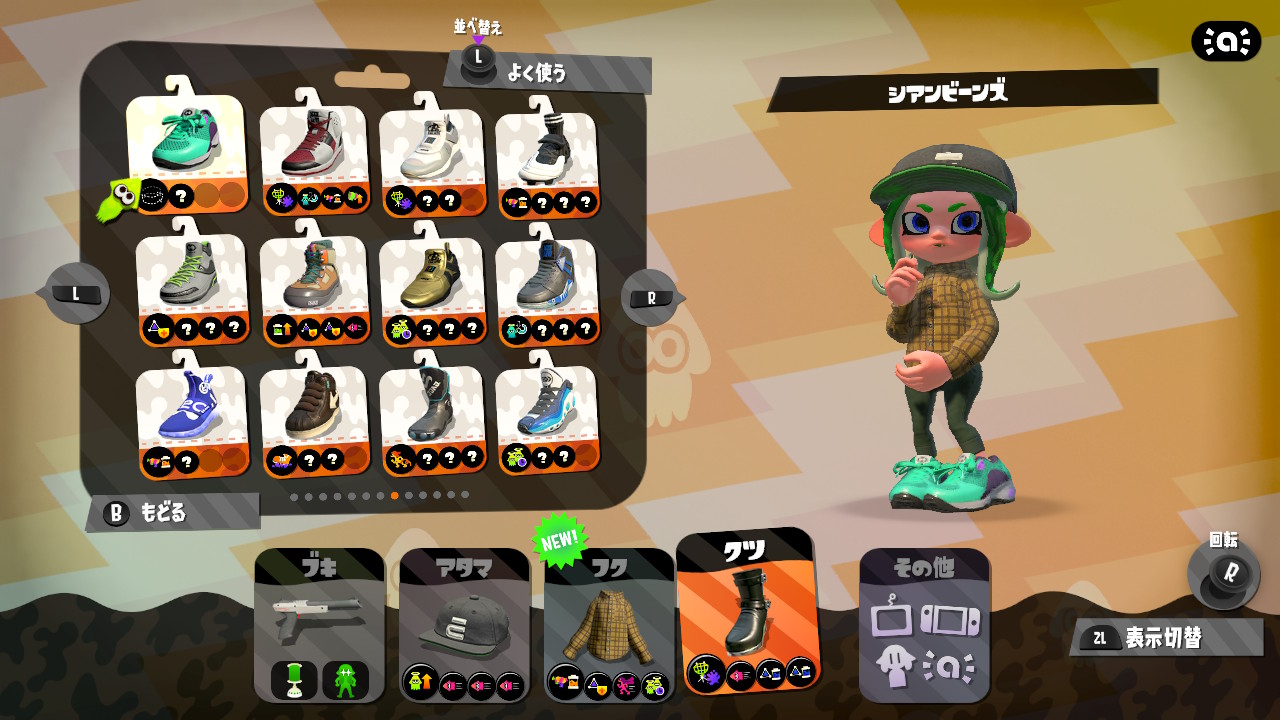 並べ替え
L
よく使う
シアンビーンズ
a
? 
? ?
? ? ?
? ? ? ?
? ? ?
? ? ?
L
R
?
? ?
? ? ?
? ?
B もどる
NEW!
ブキ
アタマ
フク
クツ
その他
a
回転
R
ZL 表示切替